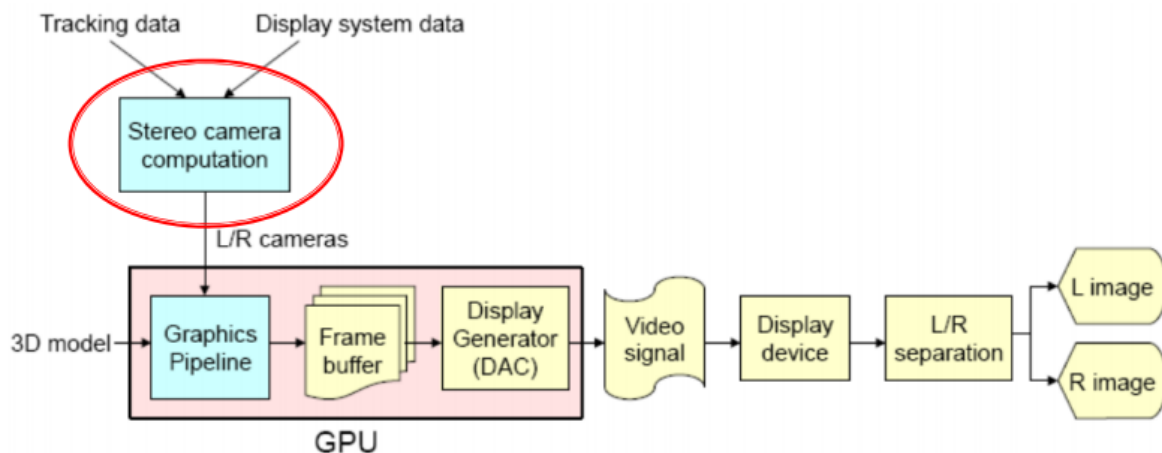 Tracking data
Display system data
Stereo camera
computation
L/R cameras
3D model
Graphics
Pipeline
Frame
buffer
Display
Generator
(DAC)
Video
signal
Display
device
L/R
separation
L image
R image
GPU